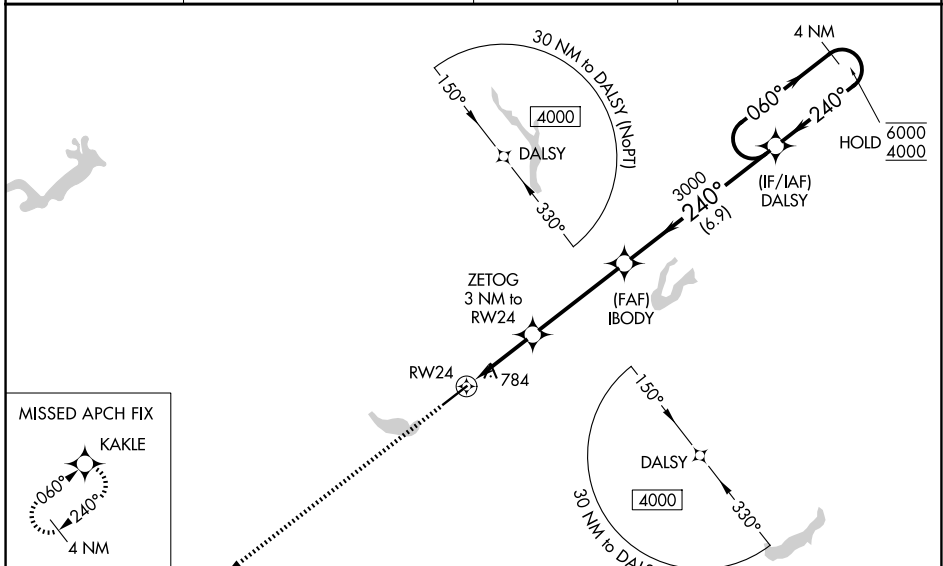 30 NM to DALSY (NoPT)
150°
4000
DALSY
330°
4 NM
060°
240°
HOLD
6000
4000
(IF/IAF)
DALSY
3000
240°
(6.9)
(FAF)
IBODY
ZETOG
3 NM to
RW24
RW24
784
MISSED APCH FIX
KAKLE
060°
240°
4 NM
150°
DALSY
4000
330°
30 NM to DALS